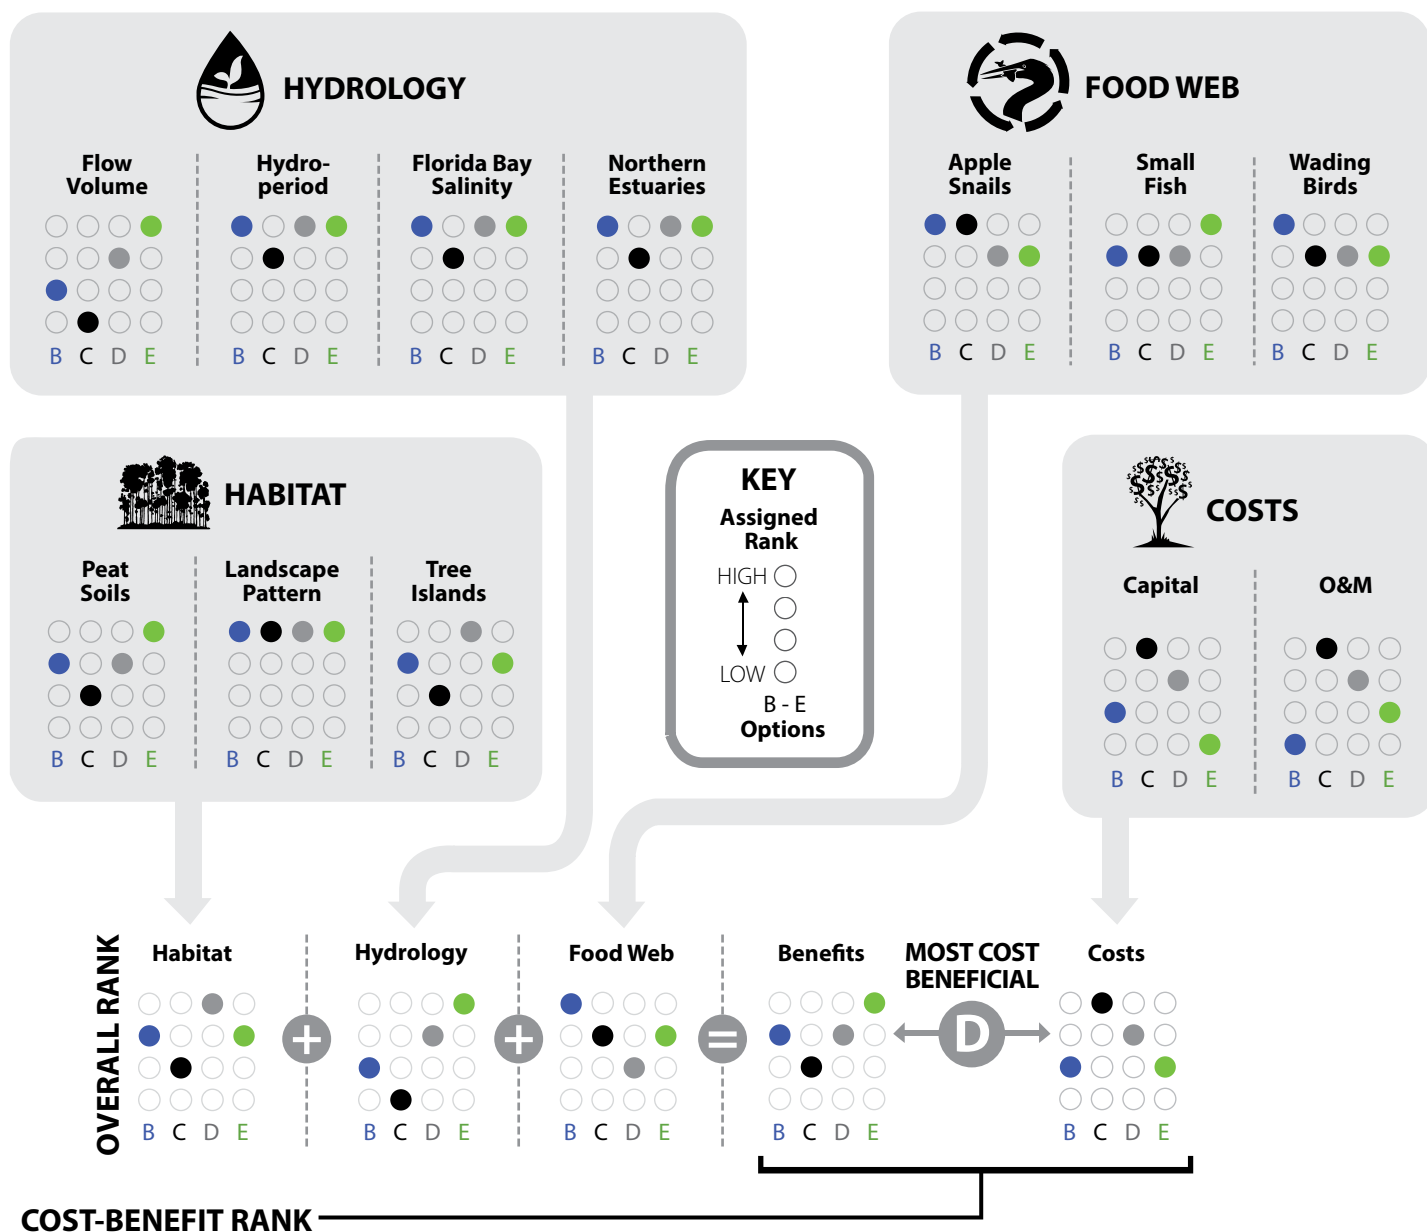 HYDROLOGY
Flow
Volume
Hydro-
period
Florida Bay
Salinity
Northern
Estuaries
B C D E
B C D E
B C D E
B C D E
FOOD WEB
Apple
Snails
Small
Fish
Wading
Birds
B C D E
B C D E
B C D E
HABITAT
Peat
Soils
Landscape
Pattern
Tree
Islands
B C D E
B C D E
B C D E
KEY
Assigned
Rank
HIGH
LOW
B - E
Options
COSTS
Capital
O&M
B C D E
B C D E
OVERALL RANK
Habitat
B C D E
+
Hydrology
B C D E
+
Food Web
B C D E
=
Benefits
B C D E
MOST COST
BENEFICIAL
D
Costs
B C D E
COST-BENEFIT RANK